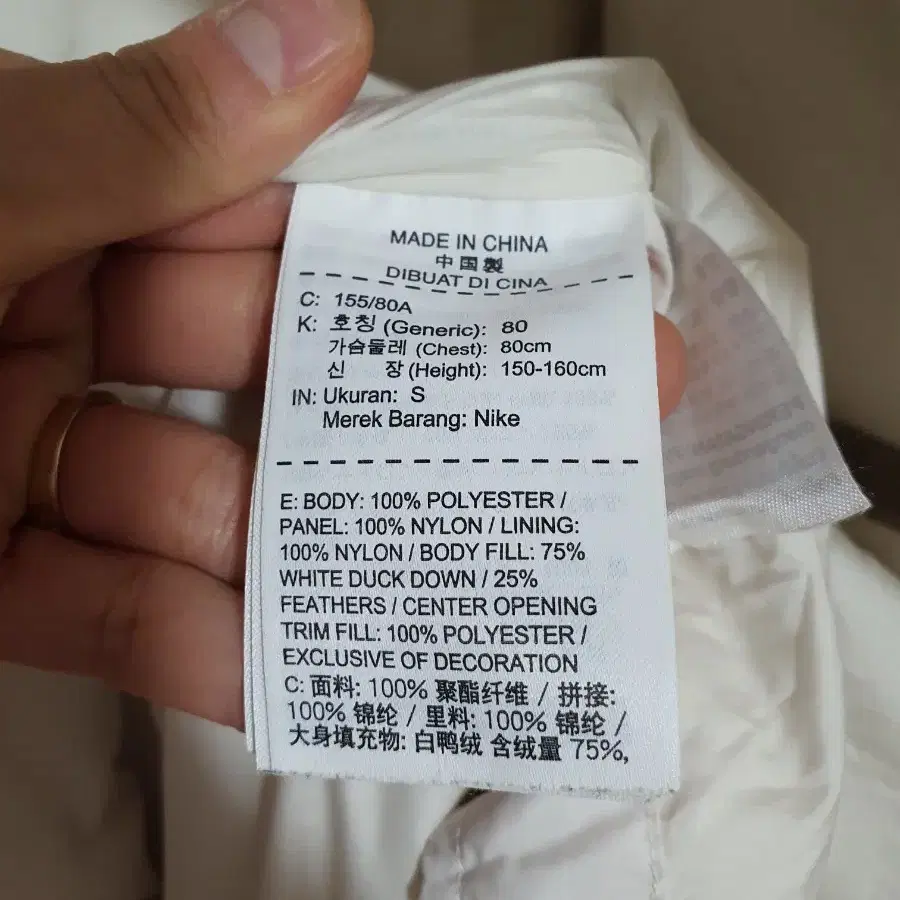 MADE IN CHINA
中国製
DIBUAT DI CINA
C: 155/80A
K: 호칭 (Generic): 80
가슴둘레 (Chest): 80cm
신 장 (Height): 150-160cm
IN: Ukuran: S
Merek Barang: Nike
E: BODY: 100% POLYESTER /
PANEL: 100% NYLON / LINING:
100% NYLON / BODY FILL: 75%
WHITE DUCK DOWN / 25%
FEATHERS / CENTER OPENING
TRIM FILL: 100% POLYESTER /
EXCLUSIVE OF DECORATION
C: 面料: 100% 聚酯纤维 / 拼接:
100% 锦纶 / 里料: 100% 锦纶 /
大身填充物: 白鸭绒 含绒量 75%,